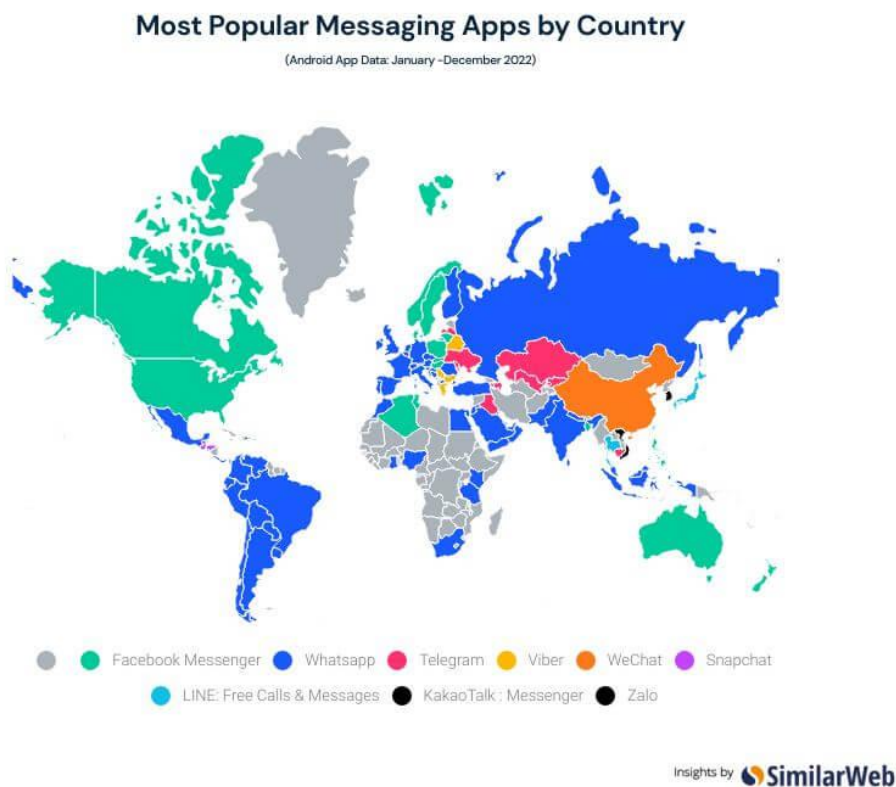 Most Popular Messaging Apps by Country
(Android App Data: January -December 2022)
Facebook Messenger Whatsapp Telegram Viber WeChat Snapchat
LINE: Free Calls & Messages KakaoTalk : Messenger Zalo
Insights by SimilarWeb